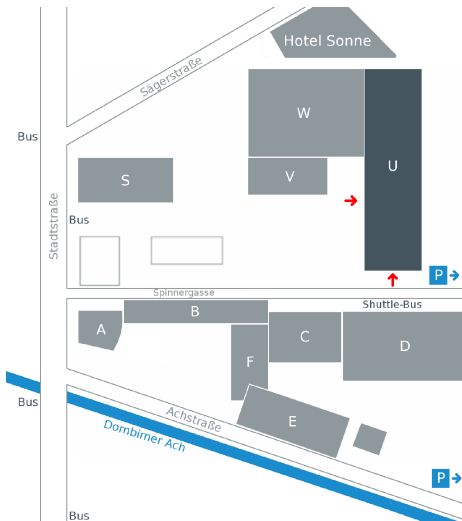 Hotel Sonne
Sägerstraße
W
Bus
U
V
S
Stadtstraße
Bus
P
Spinnergasse
Shuttle-Bus
B
A
C
D
F
Bus
Achstraße
E
Dornbirner Ach
P
Bus